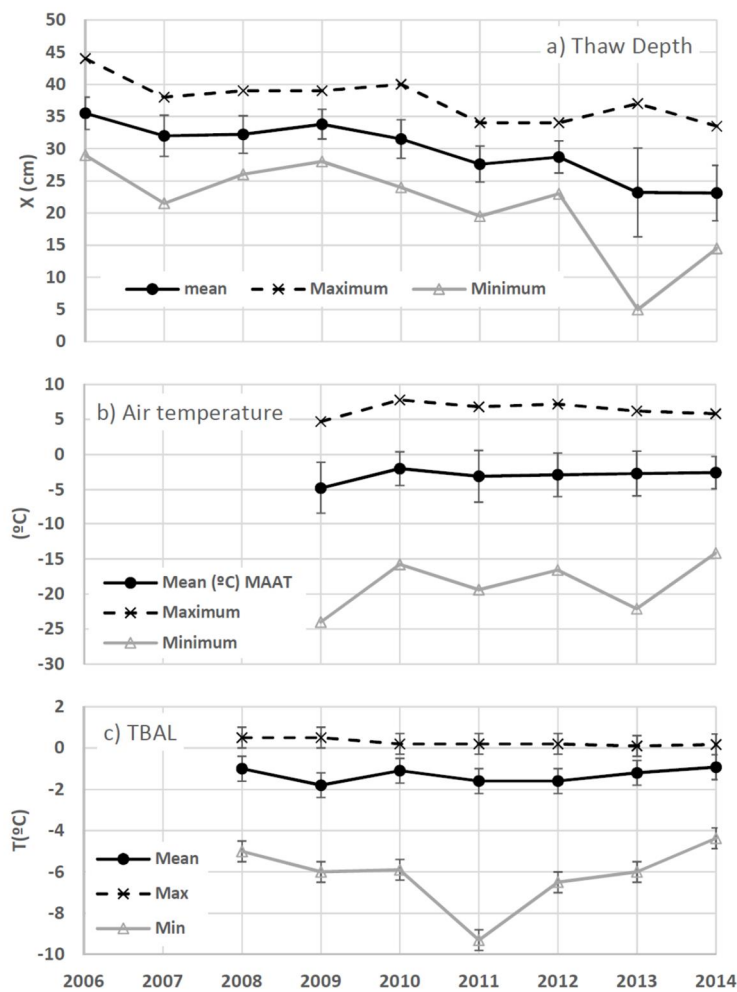 50
45
40
35
30
25
20
15
10
5
0
X (cm)
a) Thaw Depth
mean Maximum Minimum
10
5
0
-5
-10
-15
-20
-25
-30
(ºC)
b) Air temperature
Mean (ºC) MAAT
Maximum
Minimum
2
0
-2
-4
-6
-8
-10
T(ºC)
c) TBAL
Mean
Max
Min
2006 2007 2008 2009 2010 2011 2012 2013 2014